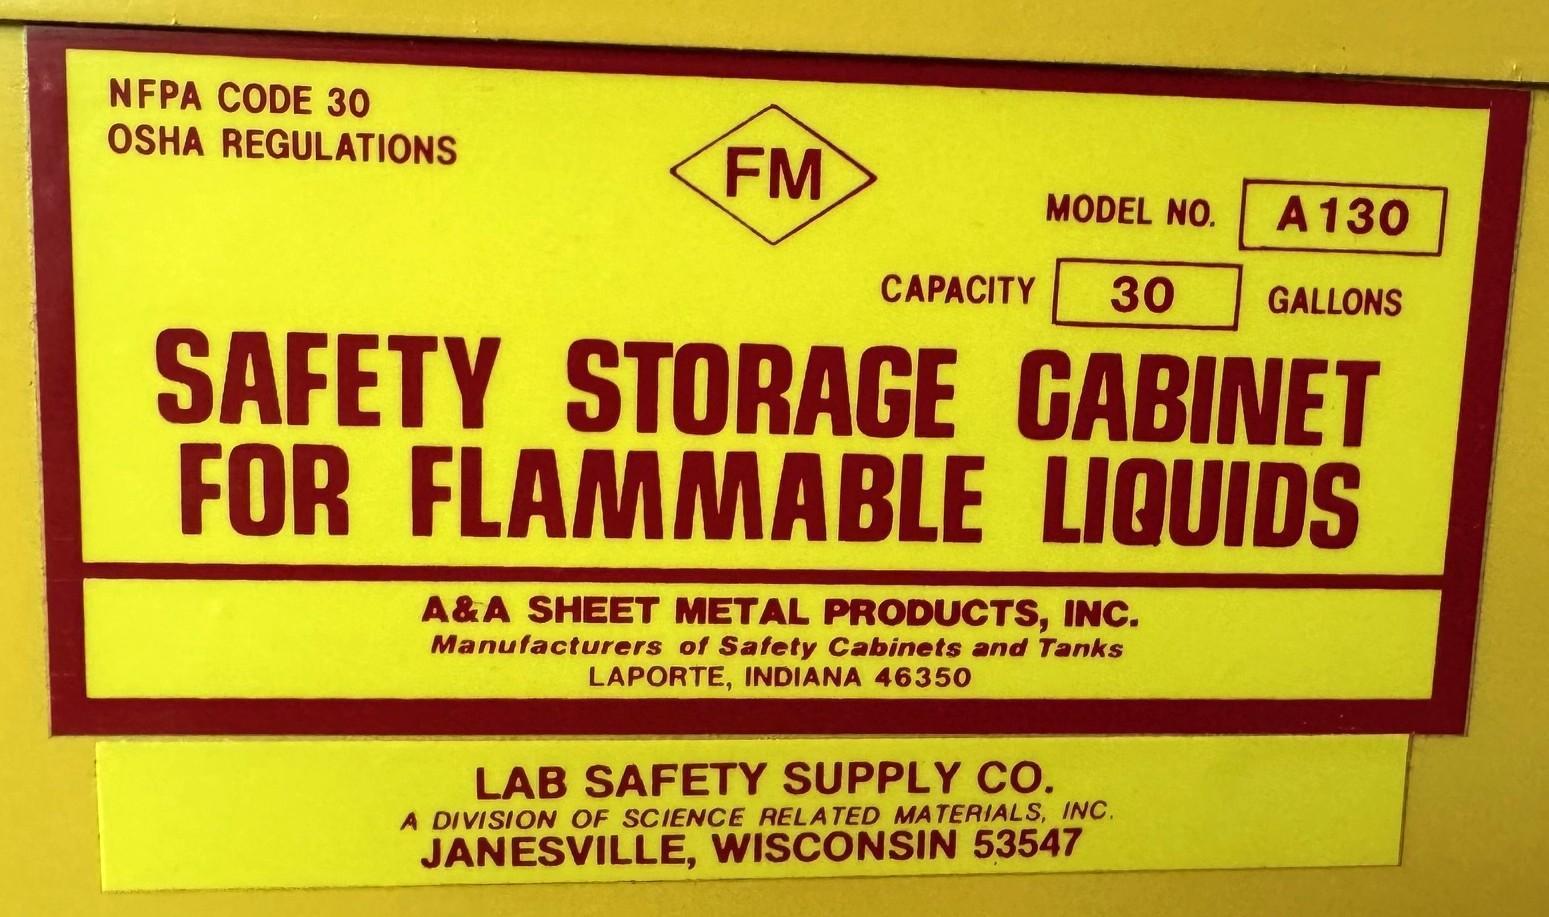 NFPA CODE 30
OSHA REGULATIONS
FM
MODEL NO. A130
CAPACITY 30 GALLONS
SAFETY STORAGE CABINET
FOR FLAMMABLE LIQUIDS
A&A SHEET METAL PRODUCTS, INC.
Manufacturers of Safety Cabinets and Tanks
LAPORTE, INDIANA 46350
LAB SAFETY SUPPLY CO.
A DIVISION OF SCIENCE RELATED MATERIALS, INC.
JANESVILLE, WISCONSIN 53547